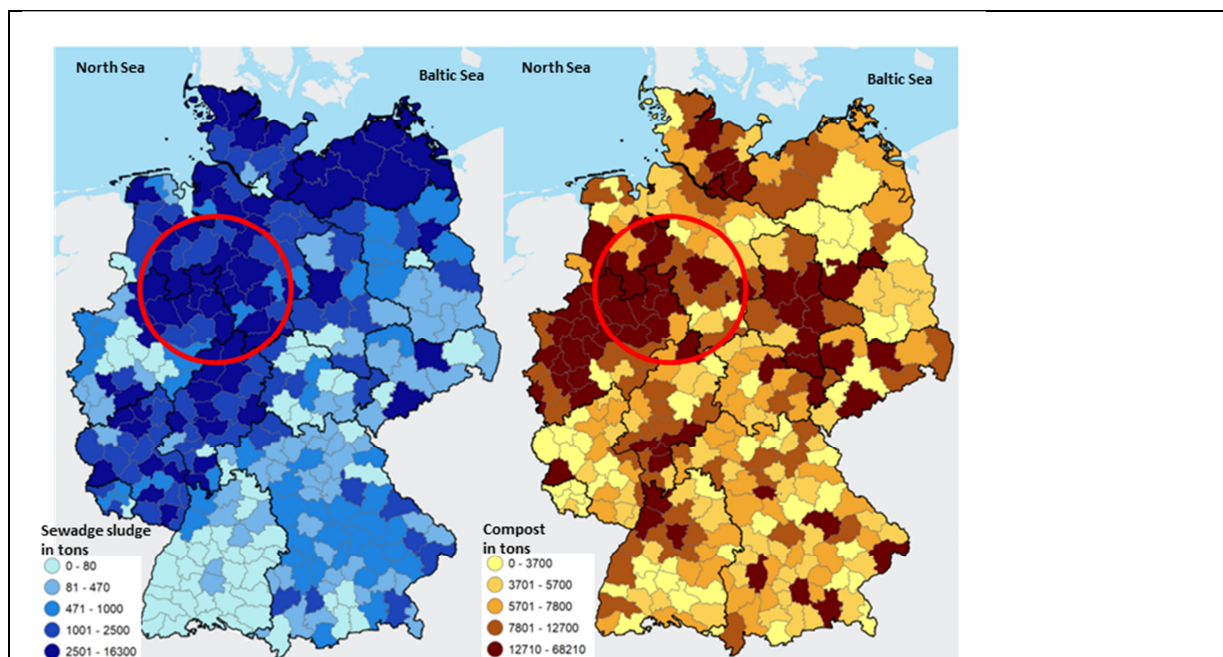 North Sea
Baltic Sea
Sewadge sludge
in tons
0 - 80
81 - 470
471 - 1000
1001 - 2500
2501 - 16300
North Sea
Baltic Sea
Compost
in tons
0 - 3700
3701 - 5700
5701 - 7800
7801 - 12700
12710 - 68210